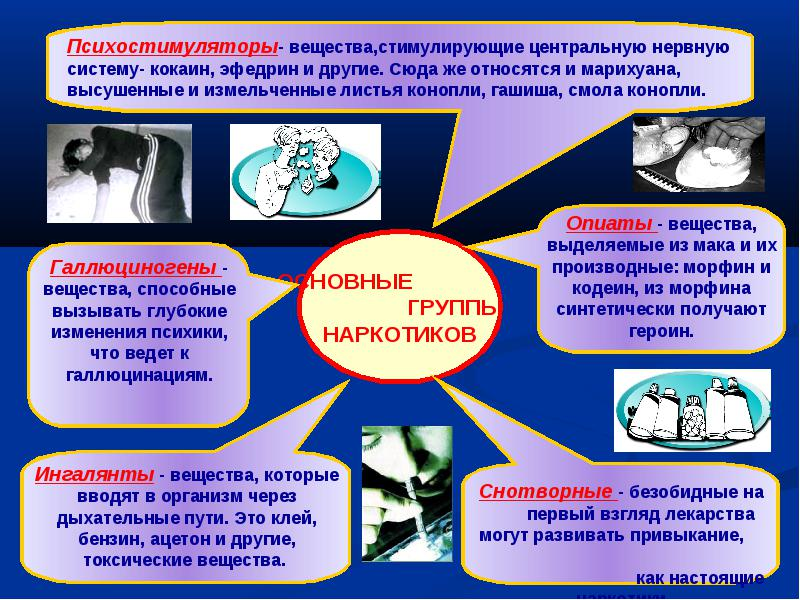 Психостимуляторы- вещества,стимулирующие центральную нервную
систему- кокаин, эфедрин и другие. Сюда же относятся и марихуана,
высушенные и измельченные листья конопли, гашиша, смола конопли.
Опиаты - вещества,
выделяемые из мака и их
производные: морфин и
кодеин, из морфина
синтетически получают
героин.
Галлюциногены -
вещества, способные
вызывать глубокие
изменения психики,
что ведет к
галлюцинациям.
ОСНОВНЫЕ
ГРУППЫ
НАРКОТИКОВ
Ингалянты - вещества, которые
вводят в организм через
дыхательные пути. Это клей,
бензин, ацетон и другие,
токсические вещества.
Снотворные - безобидные на
первый взгляд лекарства
могут развивать привыкание,
как настоящие
наркотики